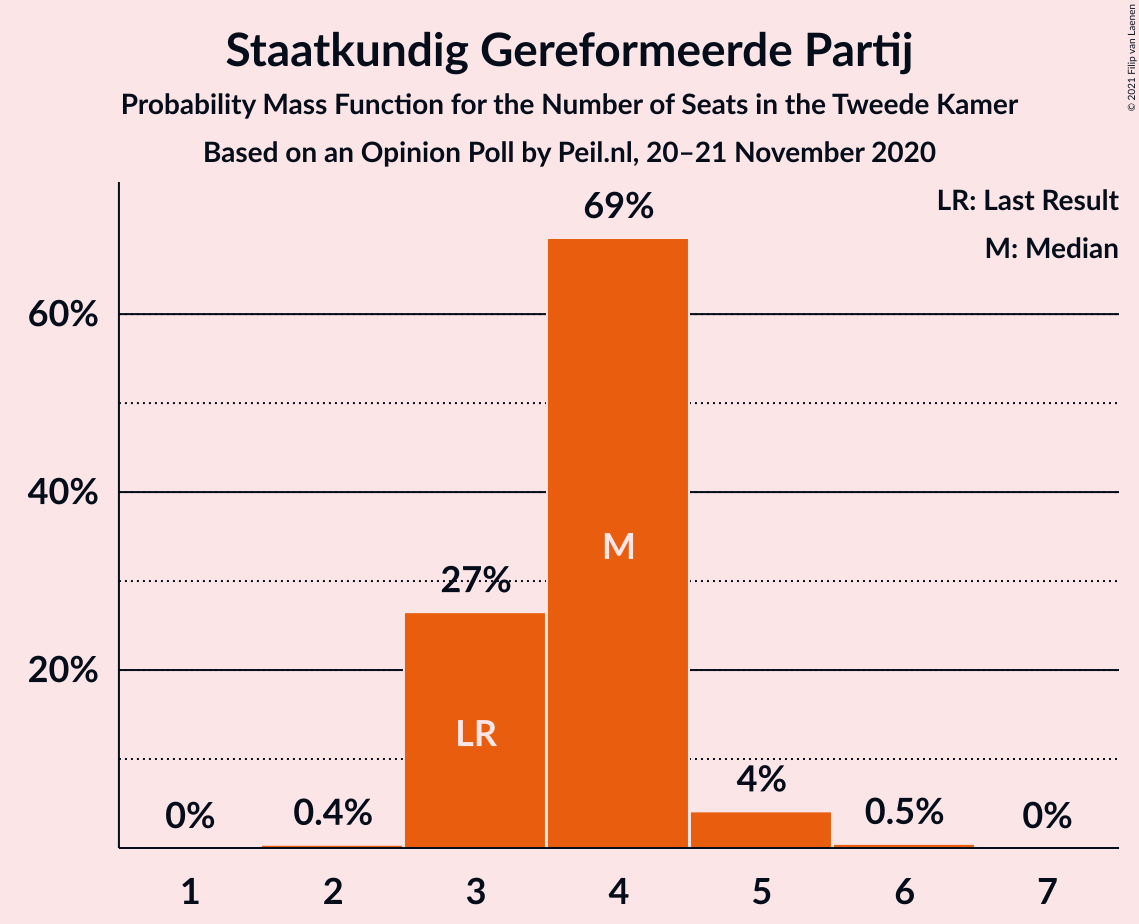 Staatkundig Gereformeerde Partij
Probability Mass Function for the Number of Seats in the Tweede Kamer
Based on an Opinion Poll by Peil.nl, 20–21 November 2020
© 2021 Filip van Laenen
LR: Last Result
M: Median
69%
60%
40%
20%
27%
M
LR
0%
0.4%
4%
0.5%
0%
1 2 3 4 5 6 7